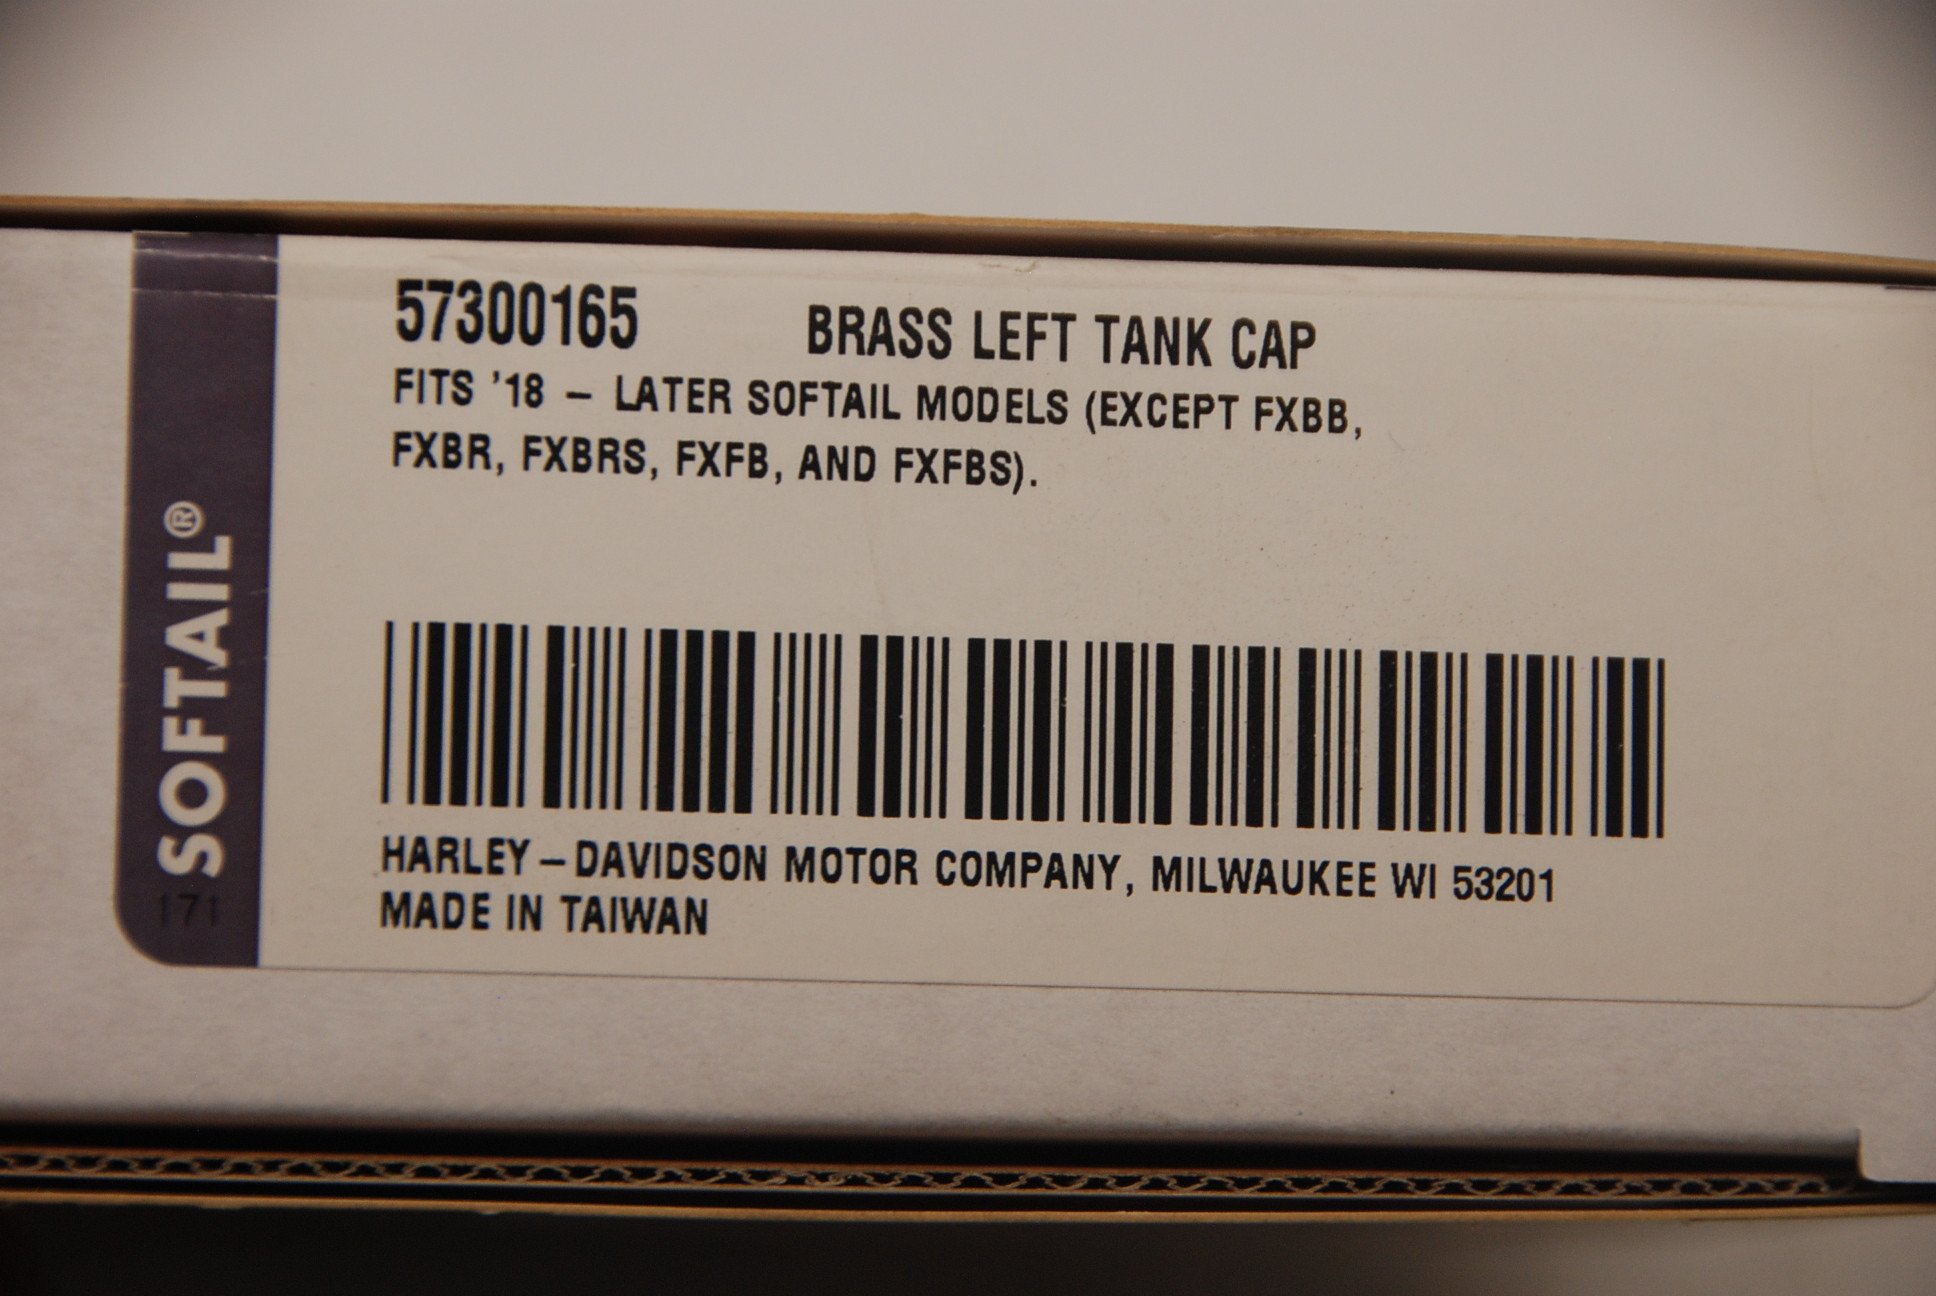 57300165 BRASS LEFT TANK CAP
FITS '18 – LATER SOFTAIL MODELS (EXCEPT FXBB,
FXBR, FXBRS, FXFB, AND FXFBS).
HARLEY – DAVIDSON MOTOR COMPANY, MILWAUKEE WI 53201
MADE IN TAIWAN
SOFTAIL®
171